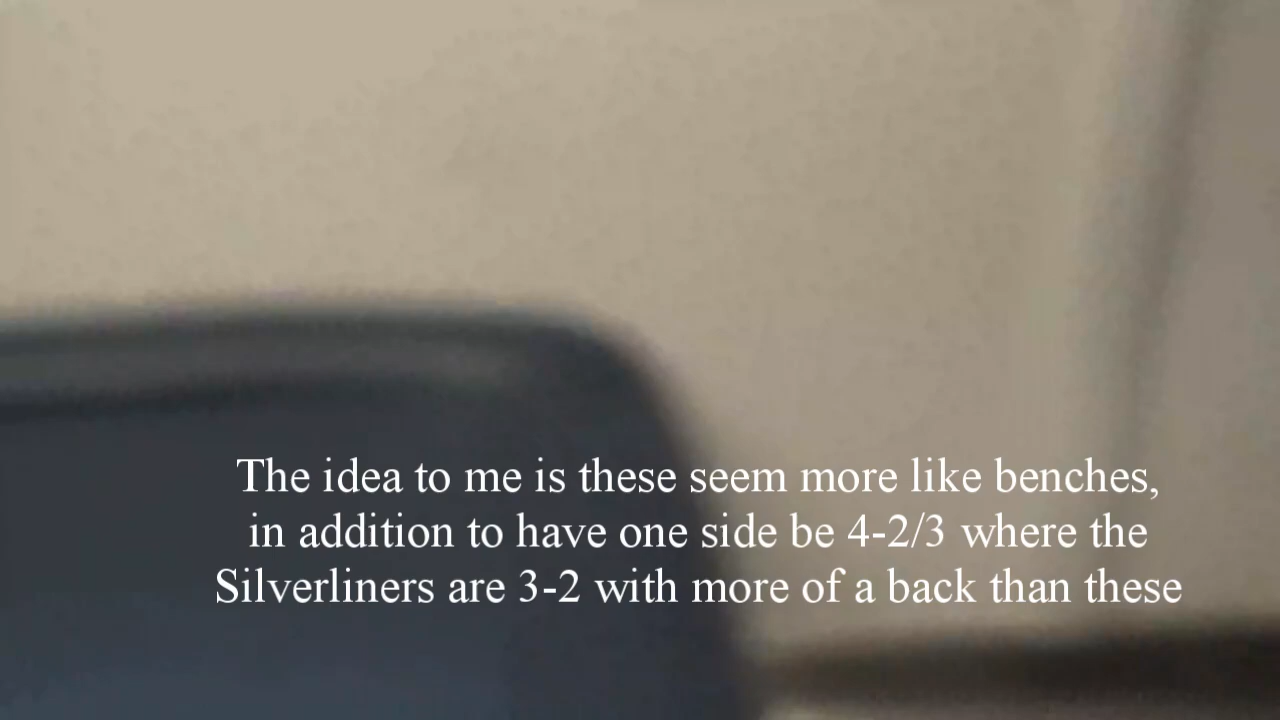 The idea to me is these seem more like benches,
in addition to have one side be 4-2/3 where the
Silverliners are 3-2 with more of a back than these